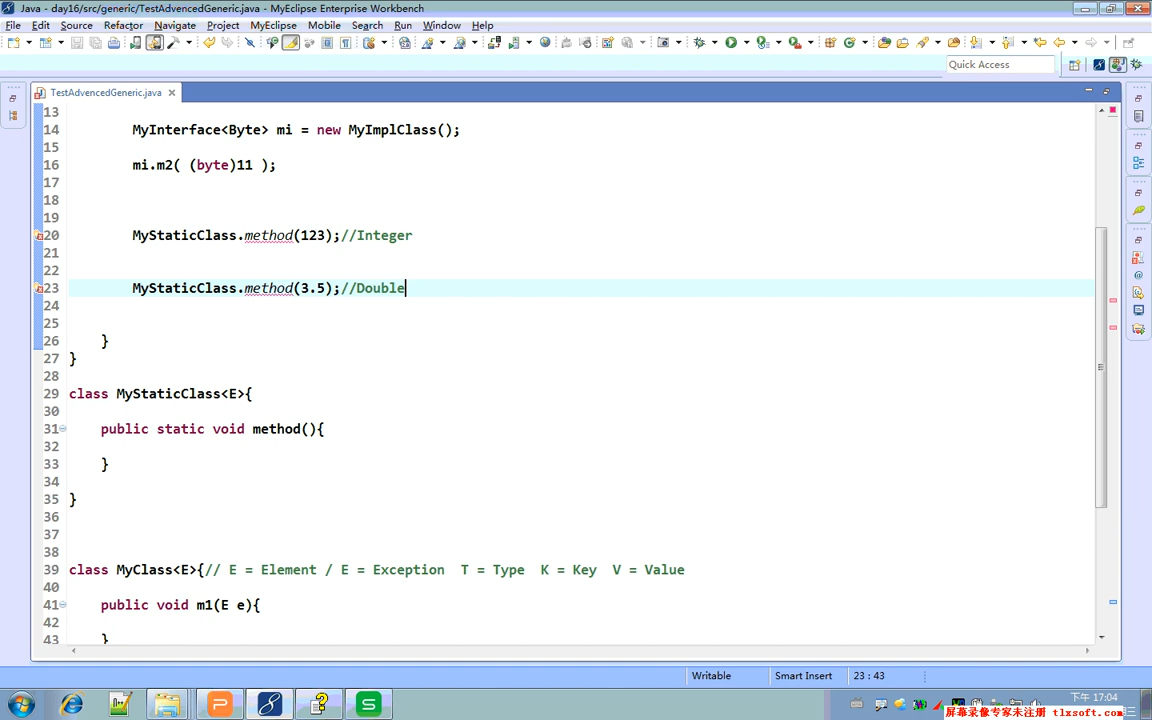 Java - day16/src/generic/TestAdvencedGeneric.java - MyEclipse Enterprise Workbench
File Edit Source Refactor Navigate Project MyEclipse Mobile Search Run Window Help
Quick Access
TestAdvencedGeneric.java
13
14 MyInterface<Byte> mi = new MyImplClass();
15
16 mi.m2( (byte)11 );
17
18
19
20 MyStaticClass.method(123);//Integer
21
22
23 MyStaticClass.method(3.5);//Double
24
25
26 }
27 }
28
29 class MyStaticClass<E>{
30
31 public static void method(){
32
33 }
34
35 }
36
37
38
39 class MyClass<E>{// E = Element / E = Exception T = Type K = Key V = Value
40
41 public void m1(E e){
42
43 }
Writable Smart Insert 23 : 43
下午 17:04
屏幕录像专家未注册 tlxsoft.com